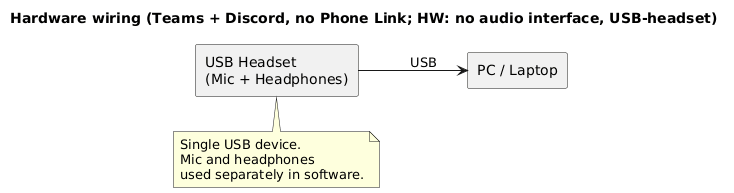 Hardware wiring (Teams + Discord, no Phone Link; HW: no audio interface, USB-headset)
USB Headset
(Mic + Headphones)
USB
PC / Laptop
Single USB device.
Mic and headphones
used separately in software.